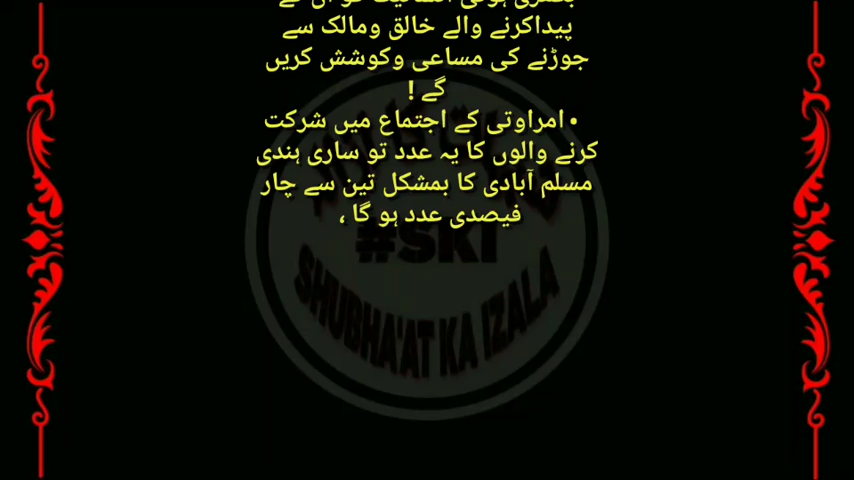 پیداکرنے والے خالق ومالک سے
جوڑنے کی مساعی وکوشش کریں
گے !
• امراوتی کے اجتماع میں شرکت
کرنے والوں کا یہ عدد تو ساری ہندی
مسلم آبادی کا بمشکل تین سے چار
فیصدی عدد ہو گا ،
#SKI
SHUBHA'AT KA IZALA